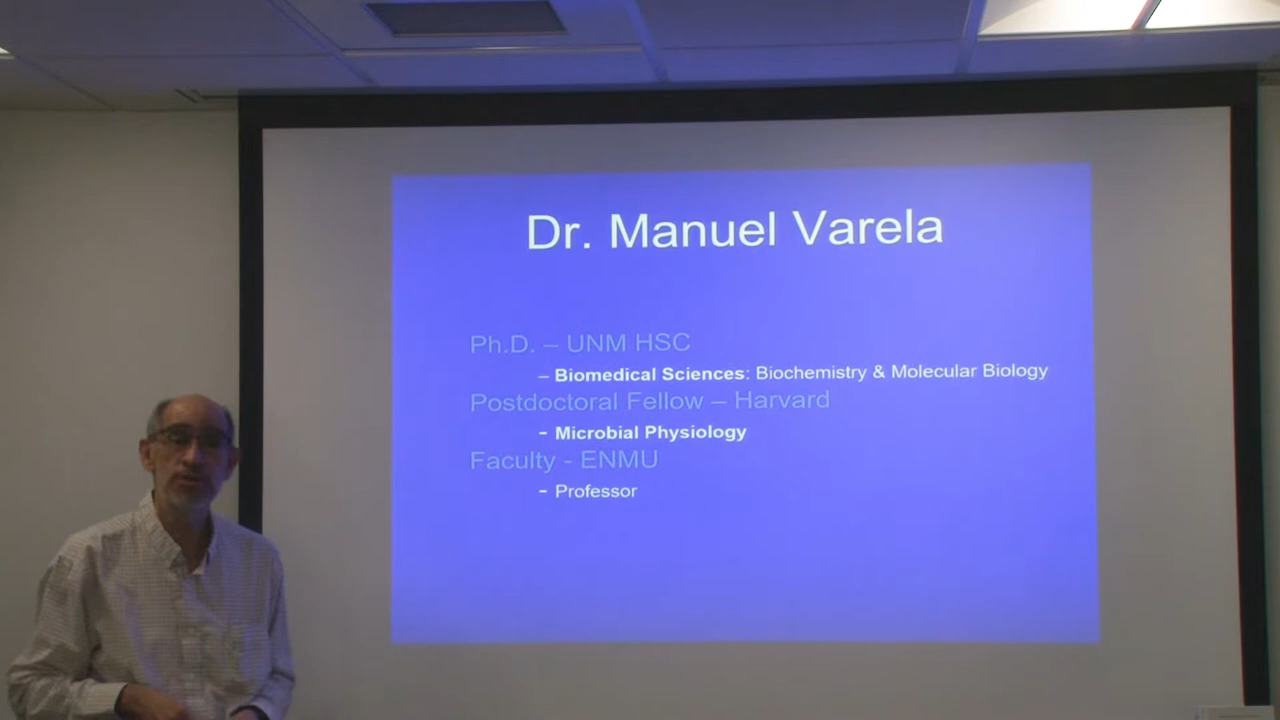 Dr. Manuel Varela
Ph.D. – UNM HSC
– Biomedical Sciences: Biochemistry & Molecular Biology
Postdoctoral Fellow – Harvard
- Microbial Physiology
Faculty - ENMU
- Professor